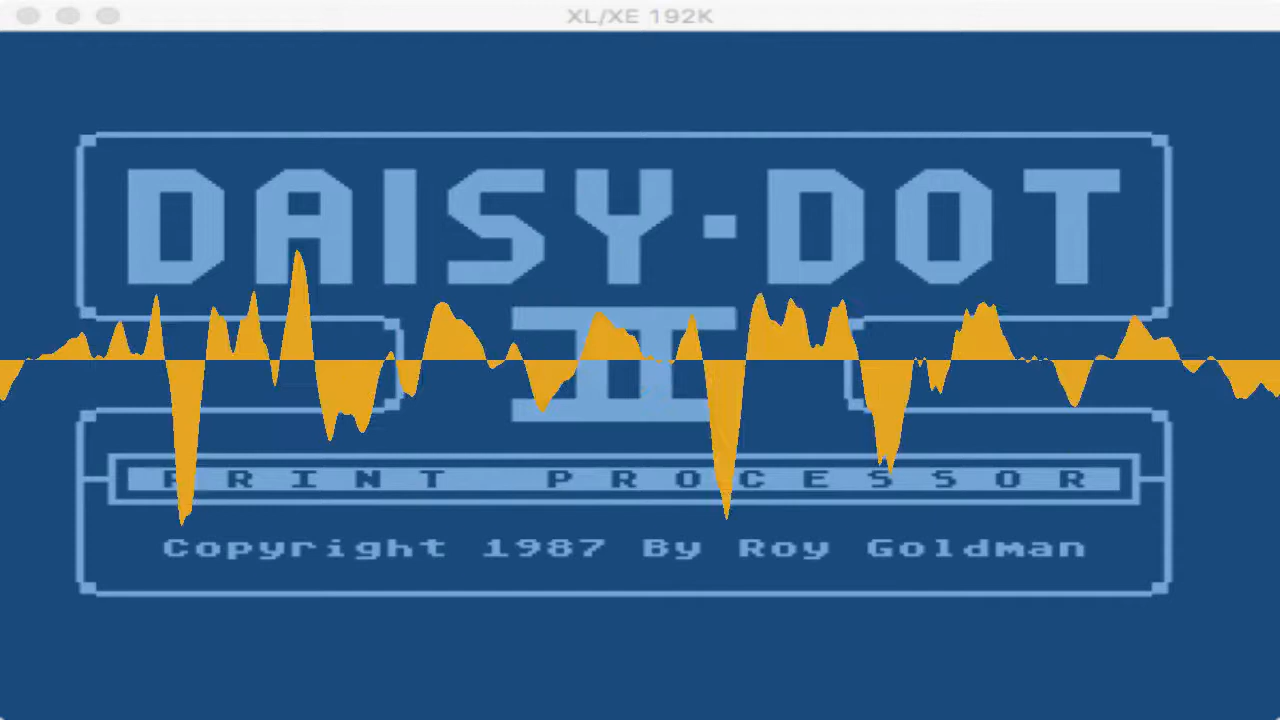 XL/XE 192K
DAISY·DOT
II
PRINT PROCESSOR
Copyright 1987 By Roy Goldman